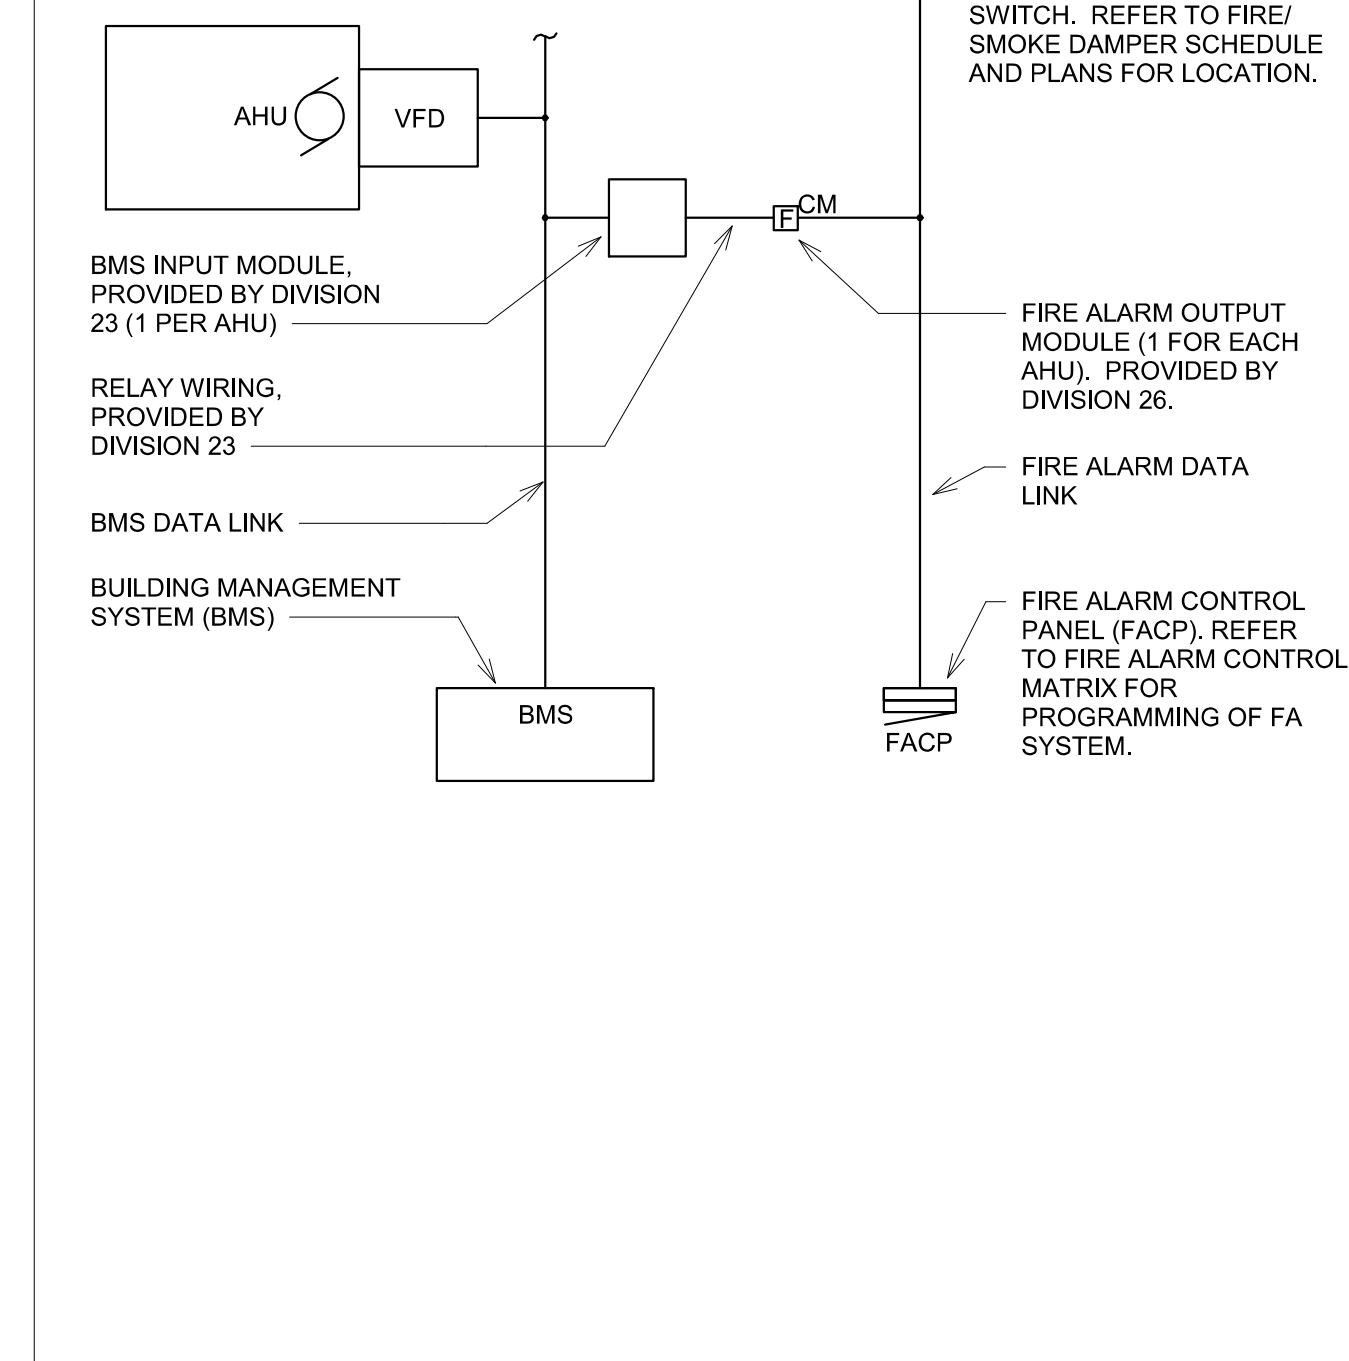 SWITCH. REFER TO FIRE/
SMOKE DAMPER SCHEDULE
AND PLANS FOR LOCATION.
AHU
VFD
F
CM
BMS INPUT MODULE,
PROVIDED BY DIVISION
23 (1 PER AHU)
RELAY WIRING,
PROVIDED BY
DIVISION 23
BMS DATA LINK
BUILDING MANAGEMENT
SYSTEM (BMS)
BMS
FIRE ALARM OUTPUT
MODULE (1 FOR EACH
AHU). PROVIDED BY
DIVISION 26.
FIRE ALARM DATA
LINK
FIRE ALARM CONTROL
PANEL (FACP). REFER
TO FIRE ALARM CONTROL
MATRIX FOR
PROGRAMMING OF FA
SYSTEM.
FACP